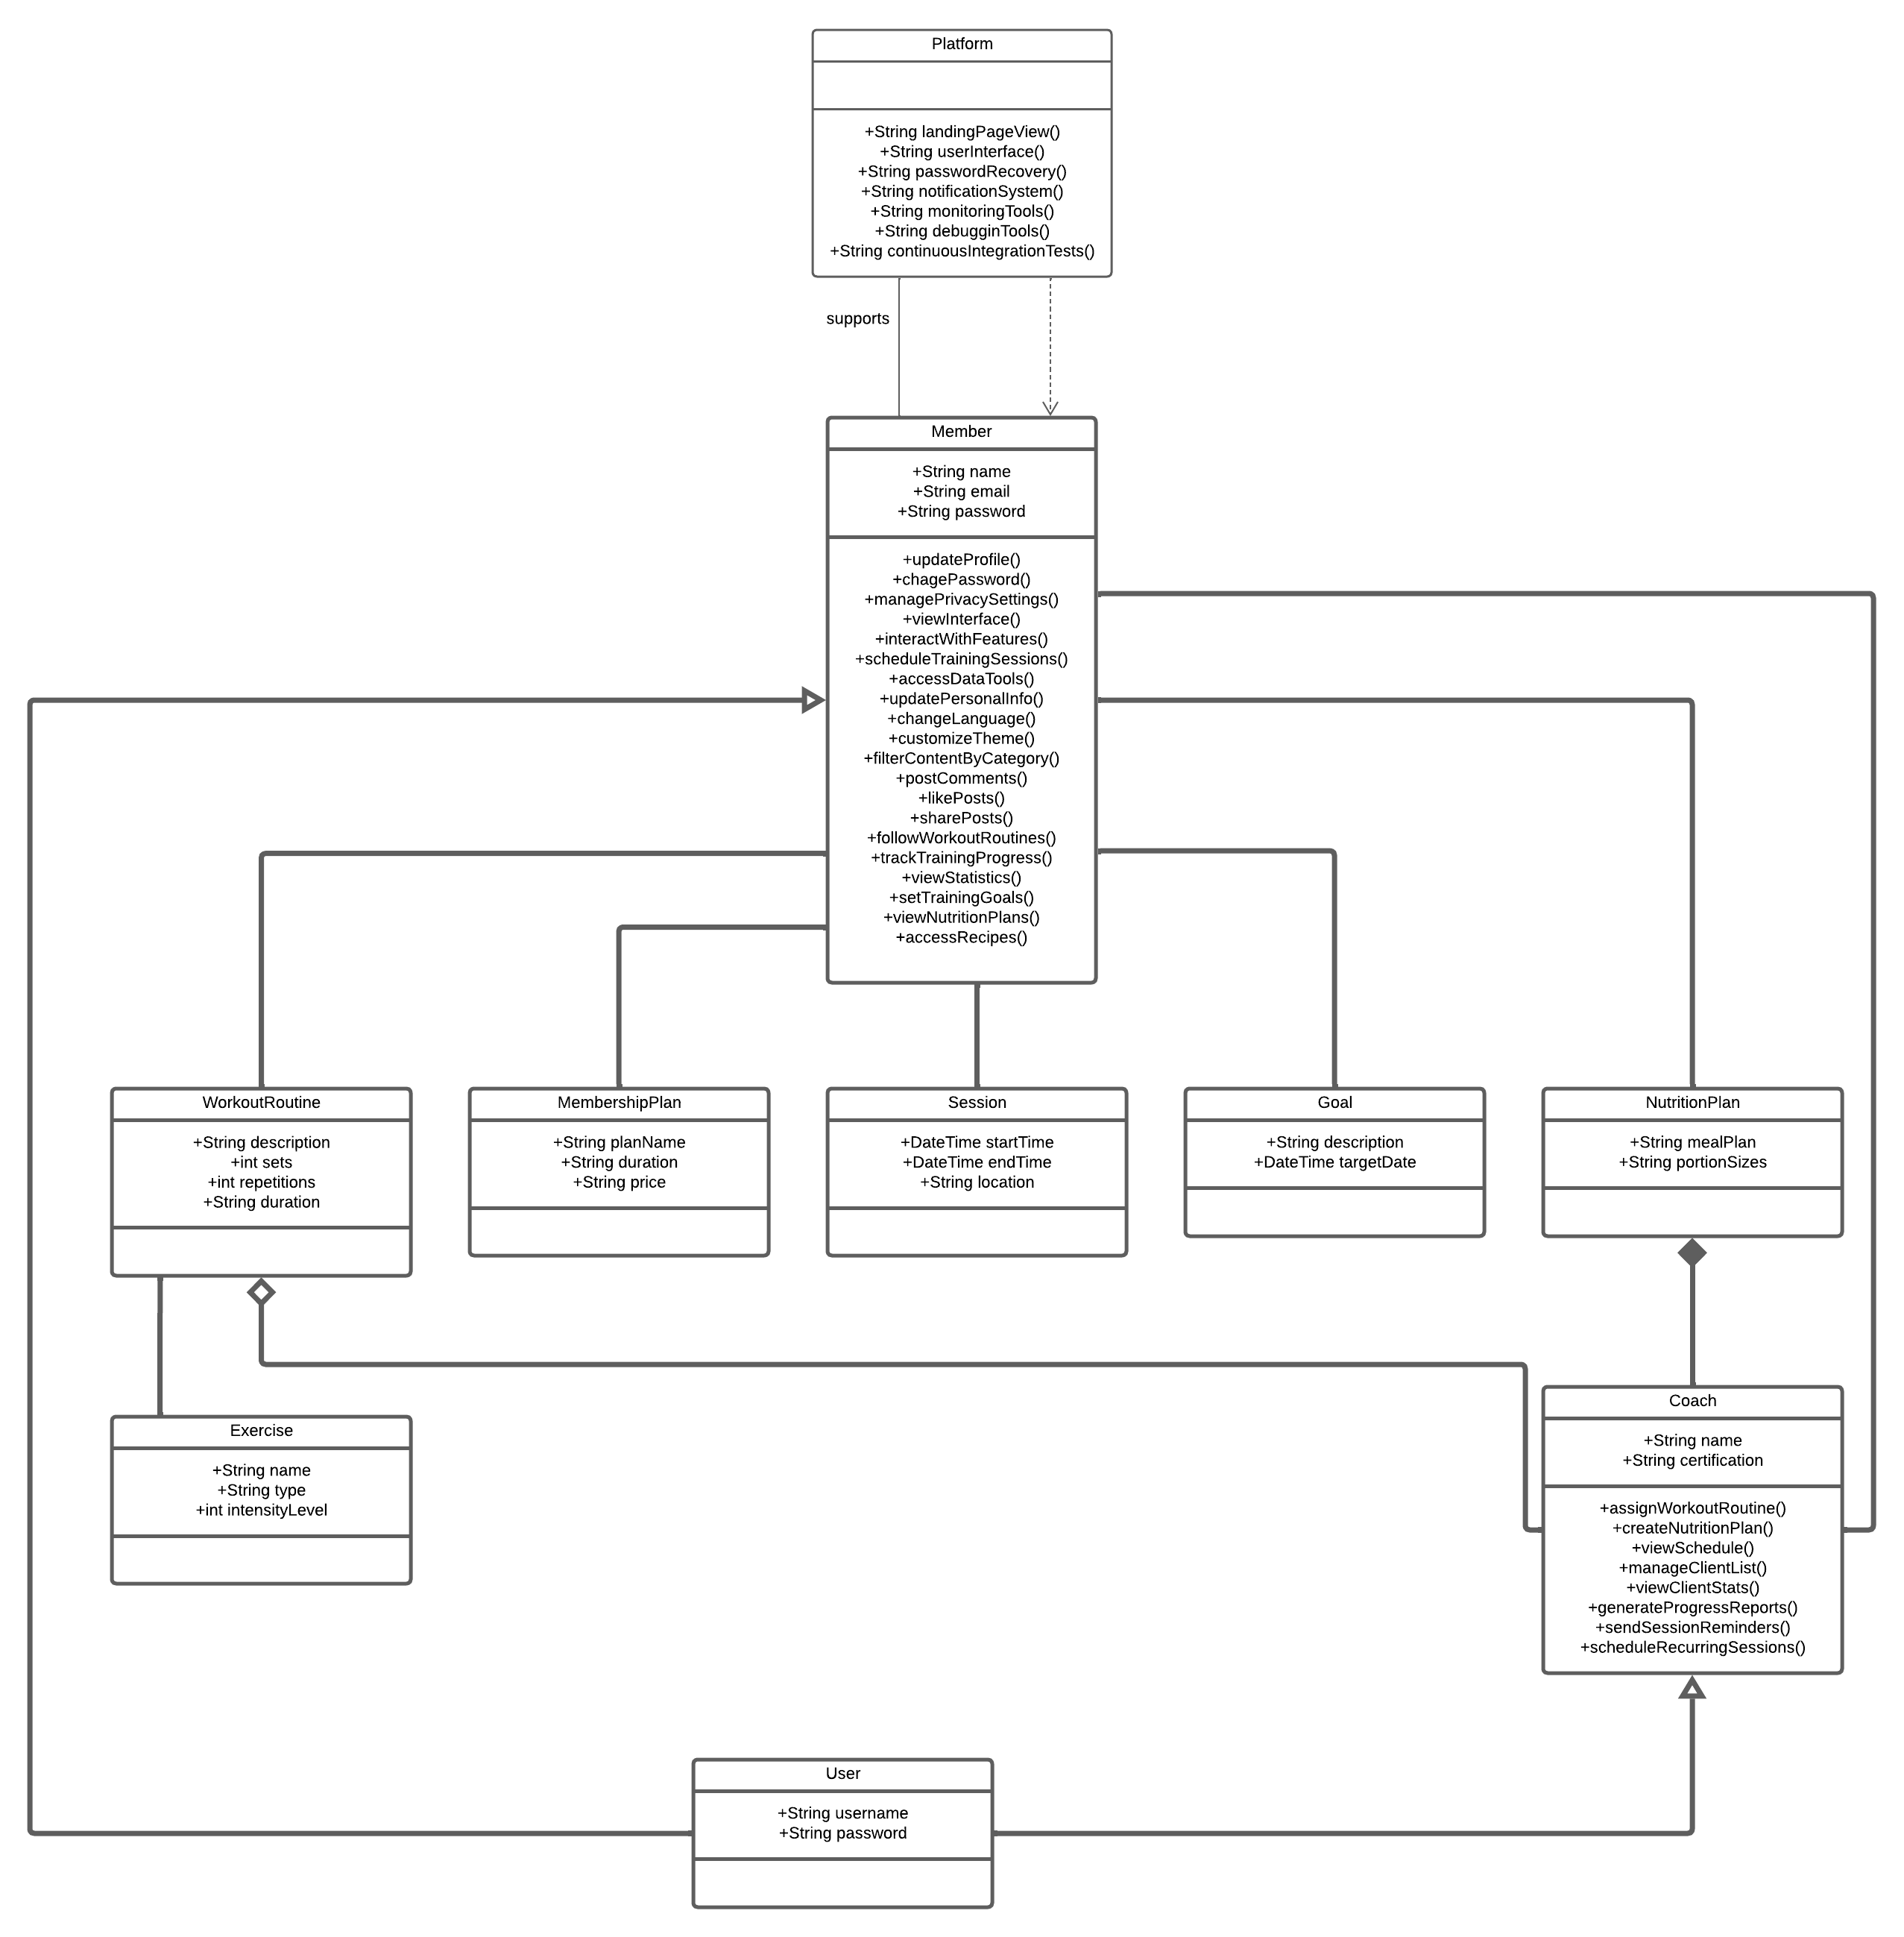 Platform
+String landingPageView()
+String userInterface()
+String passwordRecovery()
+String notificationSystem()
+String monitoringTools()
+String debugginTools()
+String continuousIntegrationTests()
supports
Member
+String name
+String email
+String password
+updateProfile()
+chagePassword()
+managePrivacySettings()
+viewInterface()
+interactWithFeatures()
+scheduleTrainingSessions()
+accessDataTools()
+updatePersonalInfo()
+changeLanguage()
+customizeTheme()
+filterContentByCategory()
+postComments()
+likePosts()
+sharePosts()
+followWorkoutRoutines()
+trackTrainingProgress()
+viewStatistics()
+setTrainingGoals()
+viewNutritionPlans()
+accessRecipes()
WorkoutRoutine
+String description
+int sets
+int repetitions
+String duration
MembershipPlan
+String planName
+String duration
+String price
Session
+DateTime startTime
+DateTime endTime
+String location
Goal
+String description
+DateTime targetDate
NutritionPlan
+String mealPlan
+String portionSizes
Exercise
+String name
+String type
+int intensityLevel
Coach
+String name
+String certification
+assignWorkoutRoutine()
+createNutritionPlan()
+viewSchedule()
+manageClientList()
+viewClientStats()
+generateProgressReports()
+sendSessionReminders()
+scheduleRecurringSessions()
User
+String username
+String password